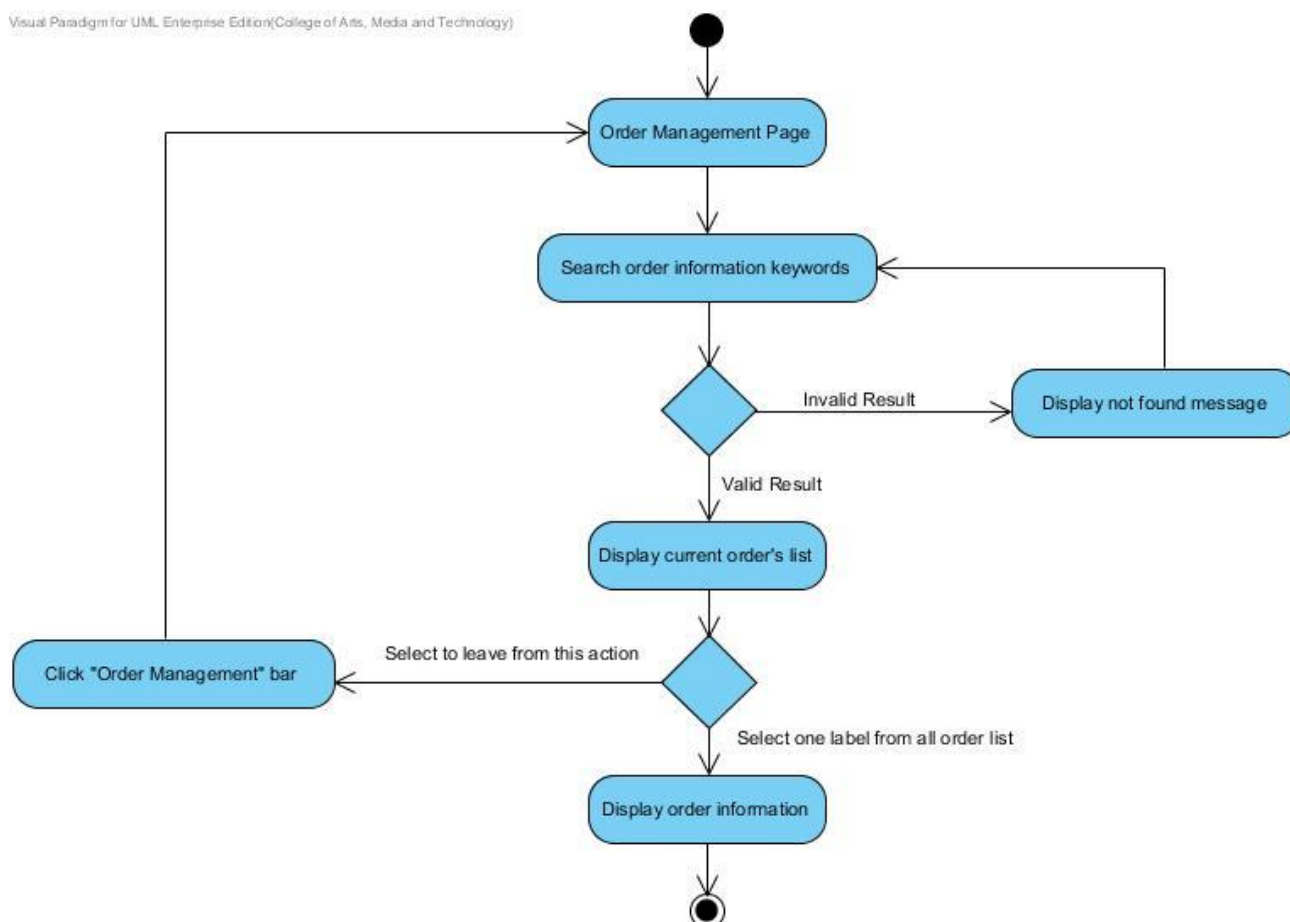 Visual Paradigm for UML Enterprise Edition(College of Arts, Media and Technology)
Order Management Page
Search order information keywords
Invalid Result
Display not found message
Valid Result
Display current order's list
Select to leave from this action
Click "Order Management" bar
Select one label from all order list
Display order information